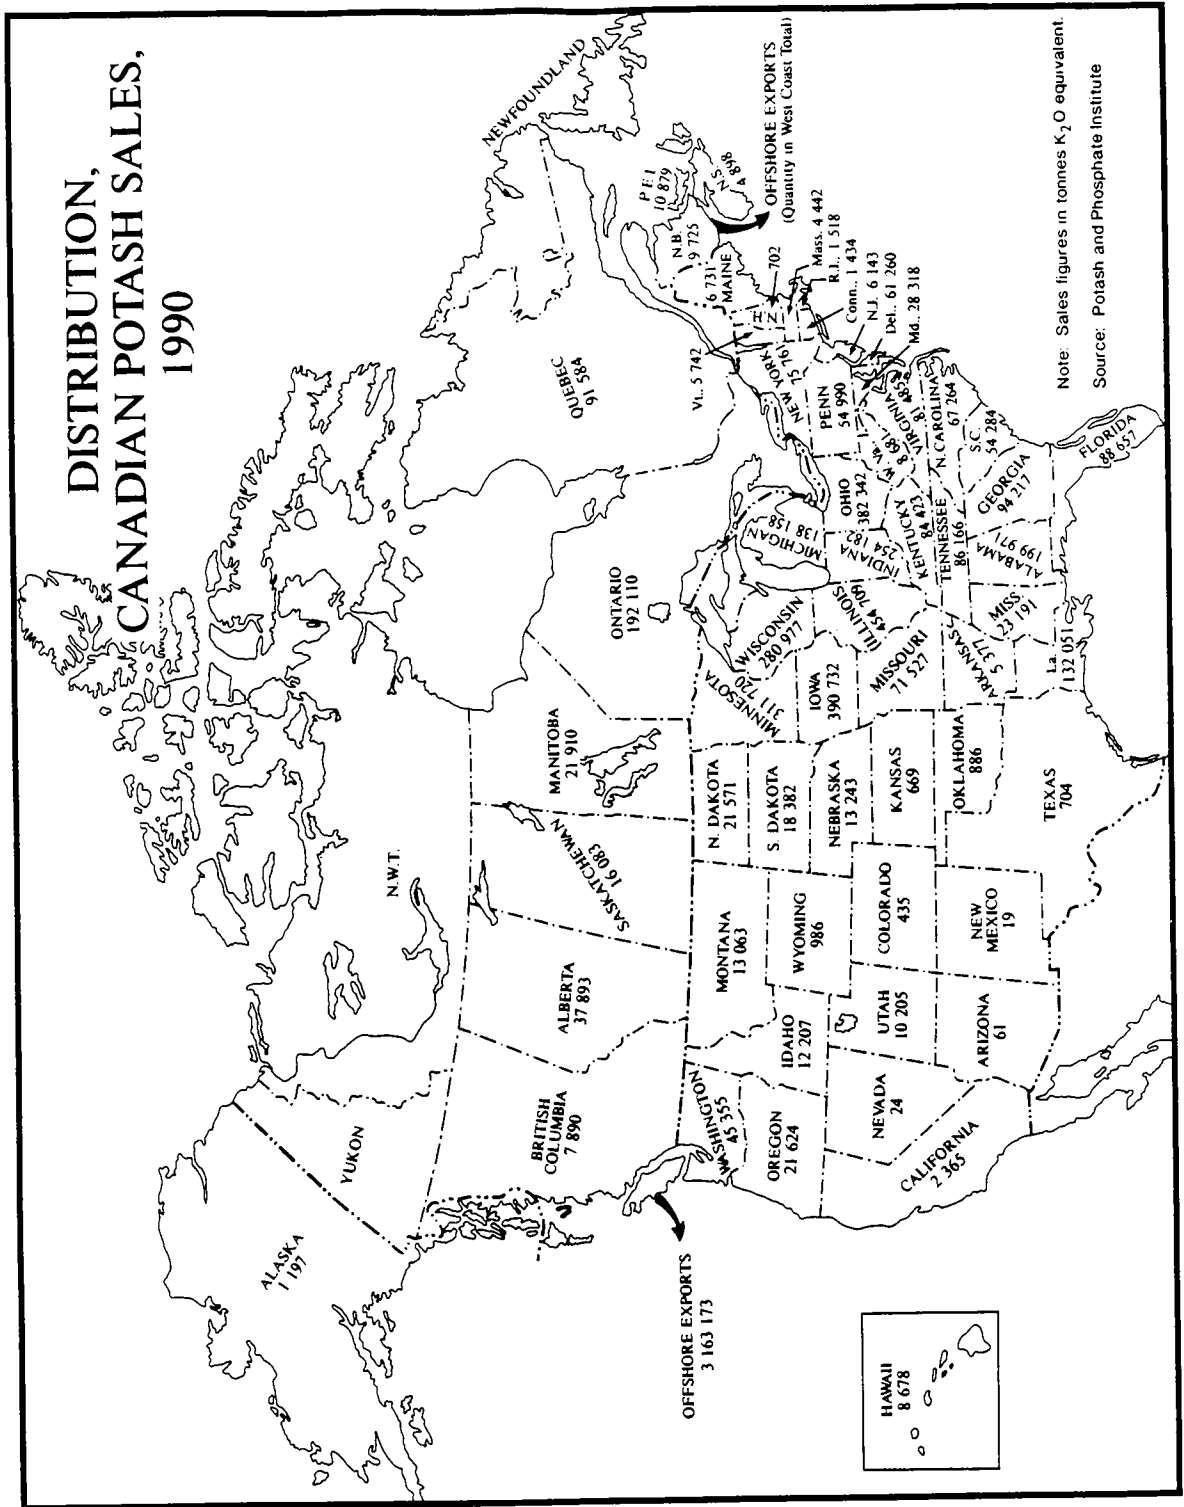 DISTRIBUTION,
CANADIAN POTASH SALES,
1990
ALASKA
1 197
YUKON
N.W.T.
BRITISH
COLUMBIA
7 890
ALBERTA
37 893
SASKATCHEWAN
16 083
MANITOBA
21 910
ONTARIO
192 110
QUEBEC
91 584
NEWFOUNDLAND
P E I
10 879
N.B.
9 725
N.S.
4 898
OFFSHORE EXPORTS
(Quantity in West Coast Total)
OFFSHORE EXPORTS
3 163 173
WASHINGTON
45 355
OREGON
21 624
CALIFORNIA
2 365
NEVADA
24
IDAHO
12 207
MONTANA
13 063
WYOMING
986
UTAH
10 205
ARIZONA
61
COLORADO
435
NEW
MEXICO
19
N. DAKOTA
21 571
S. DAKOTA
18 382
NEBRASKA
13 243
KANSAS
669
OKLAHOMA
886
TEXAS
704
MINNESOTA
311 720
IOWA
390 732
MISSOURI
71 527
ARKANSAS
5 377
La.
132 051
WISCONSIN
280 977
ILLINOIS
MICHIGAN
138 158
INDIANA
254 182
OHIO
382 342
KENTUCKY
84 423
TENNESSEE
86 166
MISS.
23 191
ALABAMA
199 971
GEORGIA
94 217
FLORIDA
88 657
S.C.
54 284
N. CAROLINA
67 264
VIRGINIA
81 485
W. Va.
8 681
PENN
54 990
NEW YORK
75 161
Vt.. 5 742
N.H.
702
6 731
MAINE
Mass. 4 442
R.I.. 1 518
Conn.. 1 434
N.J. 6 143
Del.. 61 260
Md.. 28 318
HAWAII
8 678
Note: Sales figures in tonnes K₂O equivalent.
Source: Potash and Phosphate Institute